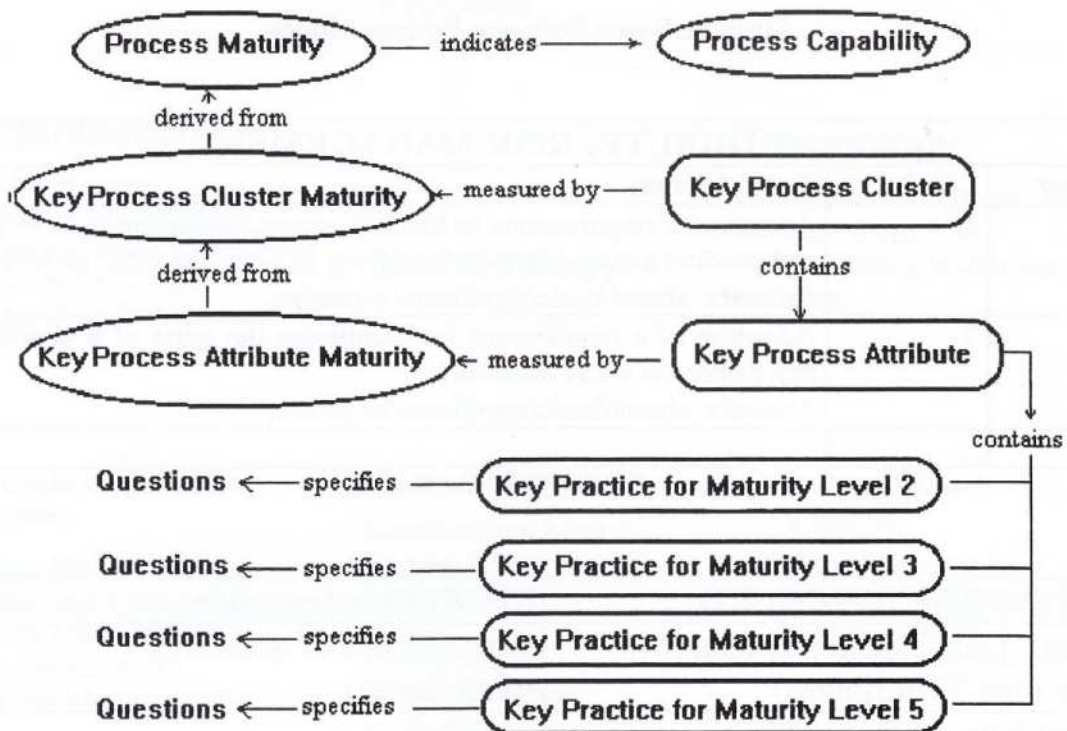 Process Maturity indicates Process Capability
derived from
Key Process Cluster Maturity measured by Key Process Cluster
derived from contains
Key Process Attribute Maturity measured by Key Process Attribute
contains
Questions specifies Key Practice for Maturity Level 2
Questions specifies Key Practice for Maturity Level 3
Questions specifies Key Practice for Maturity Level 4
Questions specifies Key Practice for Maturity Level 5